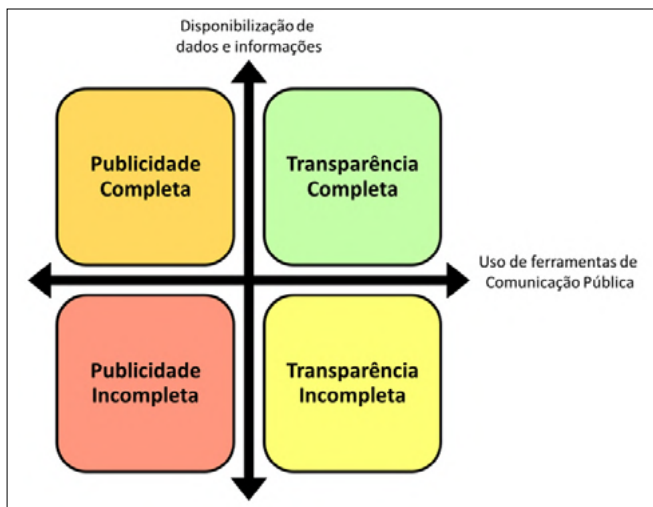 Disponibilização de
dados e informações
Publicidade
Completa
Transparência
Completa
Uso de ferramentas de
Comunicação Pública
Publicidade
Incompleta
Transparência
Incompleta